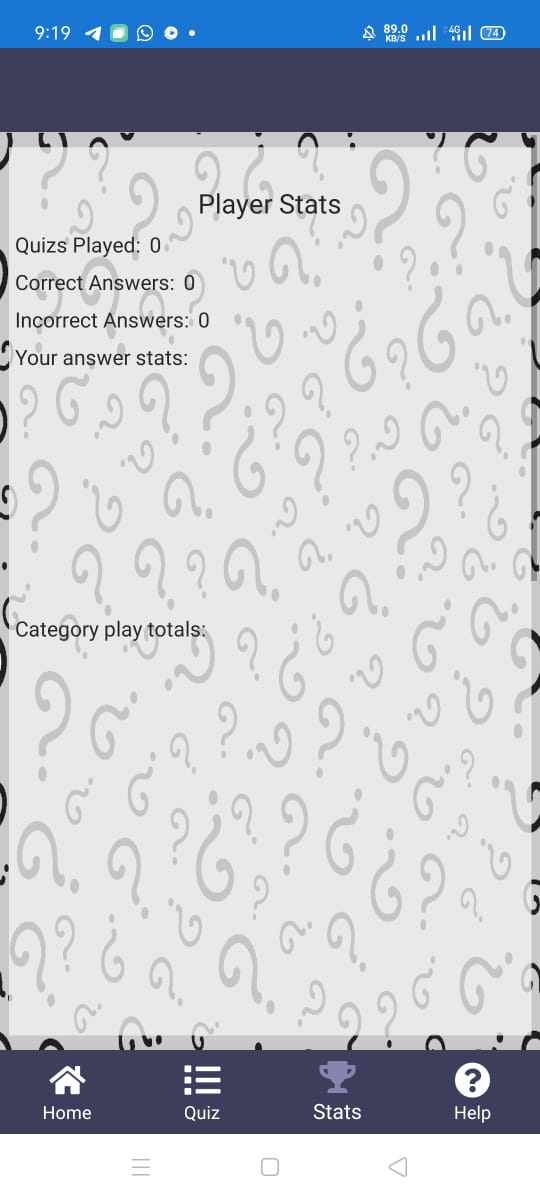 9:19 89.0 KB/S 4G 74
Player Stats
Quizs Played: 0
Correct Answers: 0
Incorrect Answers: 0
Your answer stats:
Category play totals:
Home Quiz Stats Help